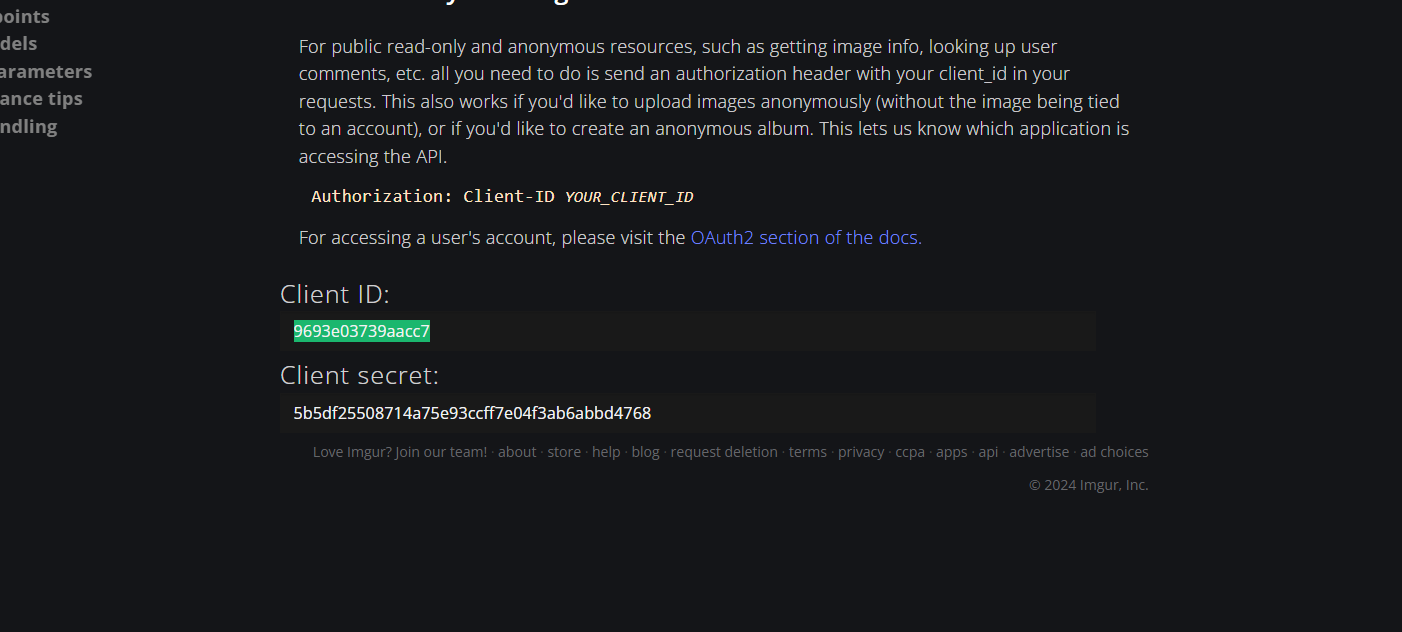 points
dels
arameters
ance tips
ndling
For public read-only and anonymous resources, such as getting image info, looking up user
comments, etc. all you need to do is send an authorization header with your client_id in your
requests. This also works if you'd like to upload images anonymously (without the image being tied
to an account), or if you'd like to create an anonymous album. This lets us know which application is
accessing the API.
Authorization: Client-ID YOUR_CLIENT_ID
For accessing a user's account, please visit the OAuth2 section of the docs.
Client ID:
9693e03739aacc7
Client secret:
5b5df25508714a75e93ccff7e04f3ab6abbd4768
Love Imgur? Join our team! · about · store · help · blog · request deletion · terms · privacy · ccpa · apps · api · advertise · ad choices
© 2024 Imgur, Inc.